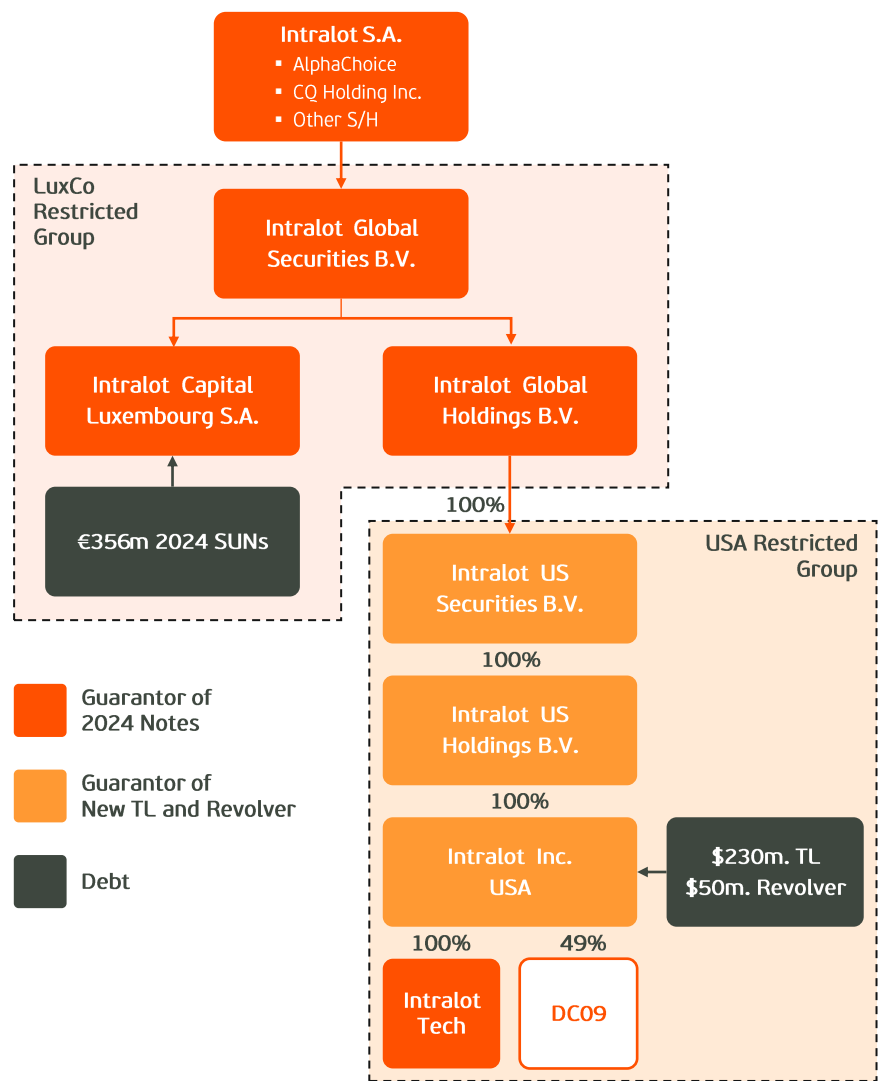 Intralot S.A.
▪ AlphaChoice
▪ CQ Holding Inc.
▪ Other S/H
LuxCo
Restricted
Group
Intralot Global
Securities B.V.
Intralot Capital
Luxembourg S.A.
Intralot Global
Holdings B.V.
€356m 2024 SUNs
100%
USA Restricted
Group
Intralot US
Securities B.V.
100%
Intralot US
Holdings B.V.
100%
Intralot Inc.
USA
$230m. TL
$50m. Revolver
100%
49%
Intralot
Tech
DC09
Guarantor of
2024 Notes
Guarantor of
New TL and Revolver
Debt